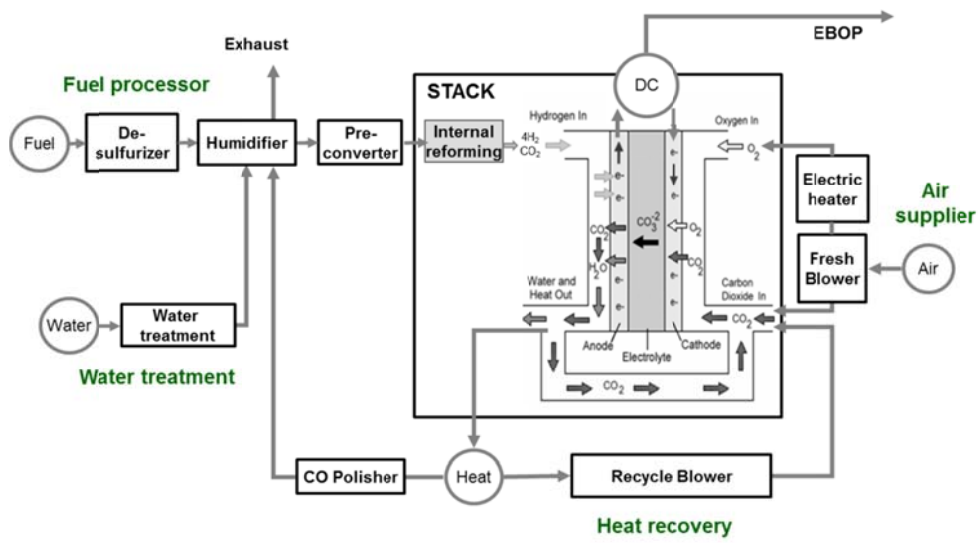 EBOP
Exhaust
DC
Fuel processor
STACK
Hydrogen In
Oxygen In
Fuel
De-
sulfurizer
Humidifier
Pre-
converter
Internal
reforming
4H2
CO2
O2
Electric
heater
Air
supplier
e-
e-
e-
e-
CO3-2
CO2
O2
Fresh
Blower
Air
H2O
CO2
e-
e-
Water and
Heat Out
Carbon
Dioxide In
e-
e-
Water
Water
treatment
CO2
Anode
Cathode
Electrolyte
Water treatment
CO2
CO Polisher
Heat
Recycle Blower
Heat recovery